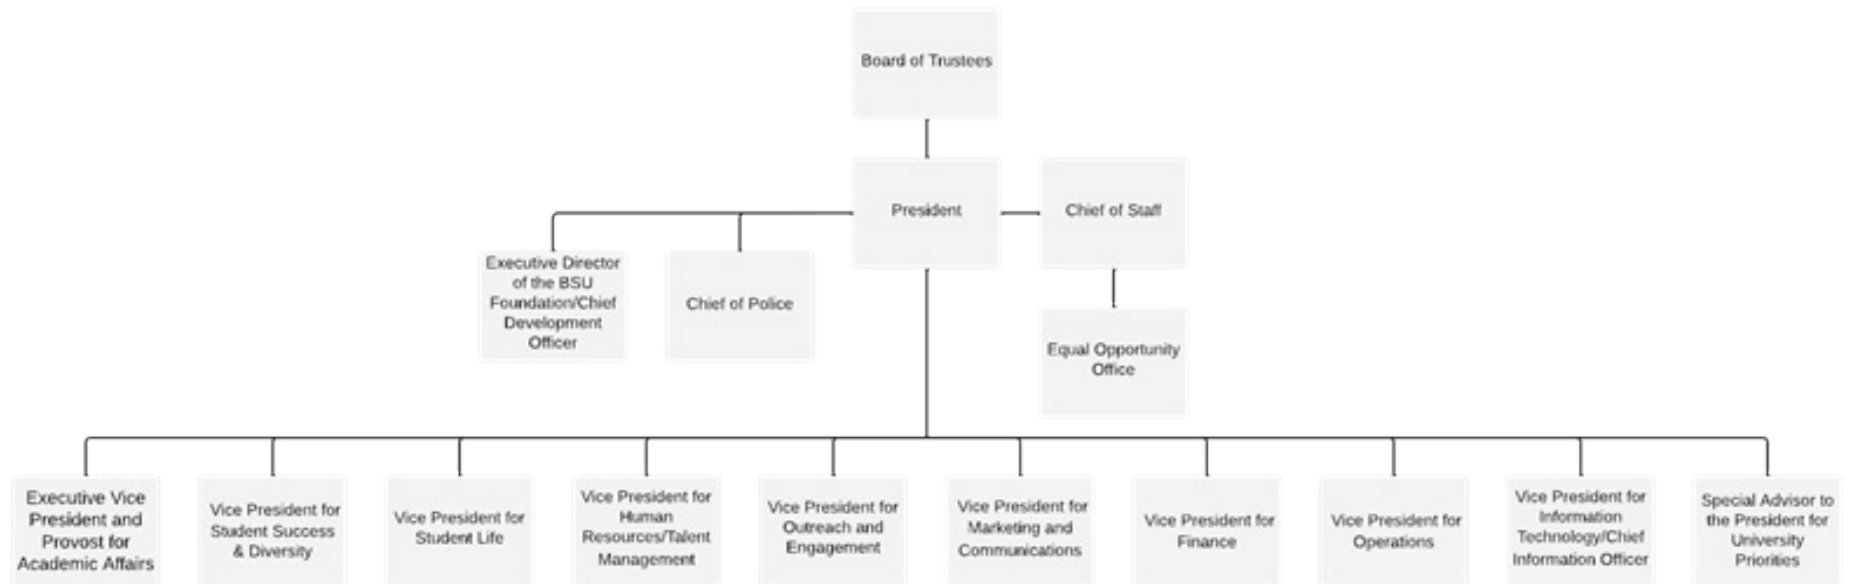 Board of Trustees
President
Chief of Staff
Executive Director
of the BSU
Foundation/Chief
Development
Officer
Chief of Police
Equal Opportunity
Office
Executive Vice
President and
Provost for
Academic Affairs
Vice President for
Student Success
& Diversity
Vice President for
Student Life
Vice President for
Human
Resources/Talent
Management
Vice President for
Outreach and
Engagement
Vice President for
Marketing and
Communications
Vice President for
Finance
Vice President for
Operations
Vice President for
Information
Technology/Chief
Information Officer
Special Advisor to
the President for
University
Priorities